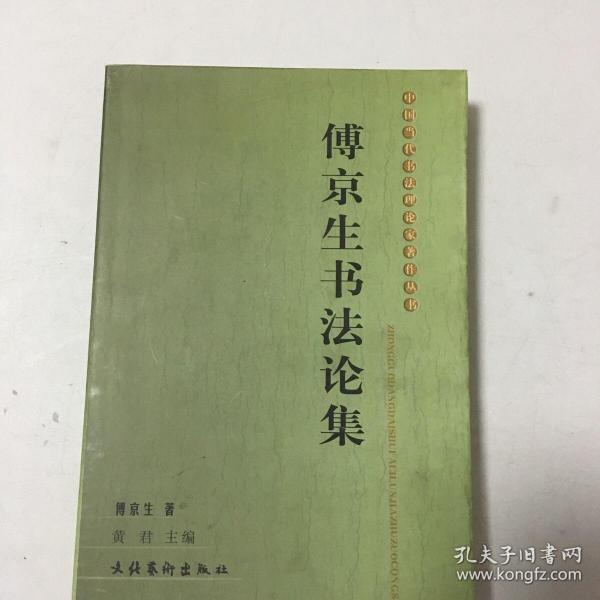 中国当代书法理论家著作丛书
ZHONGGUODANGDAISHUFALILUNJIAZHUZUOCONGS
傅京生书法论集
傅京生 著
黄君 主编
文化艺術出版社
孔夫子旧书网
www.kongfz.com